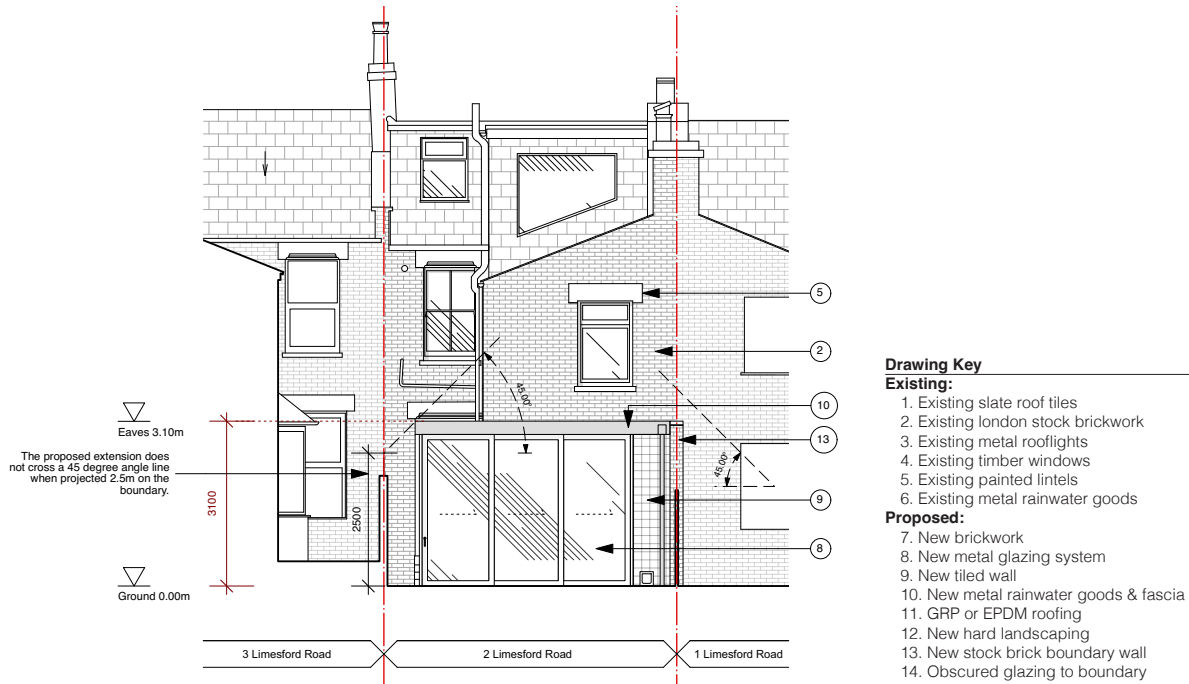 Eaves 3.10m
The proposed extension does
not cross a 45 degree angle line
when projected 2.5m on the
boundary.
3100
2500
Ground 0.00m
45.00°
45.00°
5
2
10
13
9
8
3 Limesford Road
2 Limesford Road
1 Limesford Road
Drawing Key
Existing:
1. Existing slate roof tiles
2. Existing london stock brickwork
3. Existing metal rooflights
4. Existing timber windows
5. Existing painted lintels
6. Existing metal rainwater goods
Proposed:
7. New brickwork
8. New metal glazing system
9. New tiled wall
10. New metal rainwater goods & fascia
11. GRP or EPDM roofing
12. New hard landscaping
13. New stock brick boundary wall
14. Obscured glazing to boundary